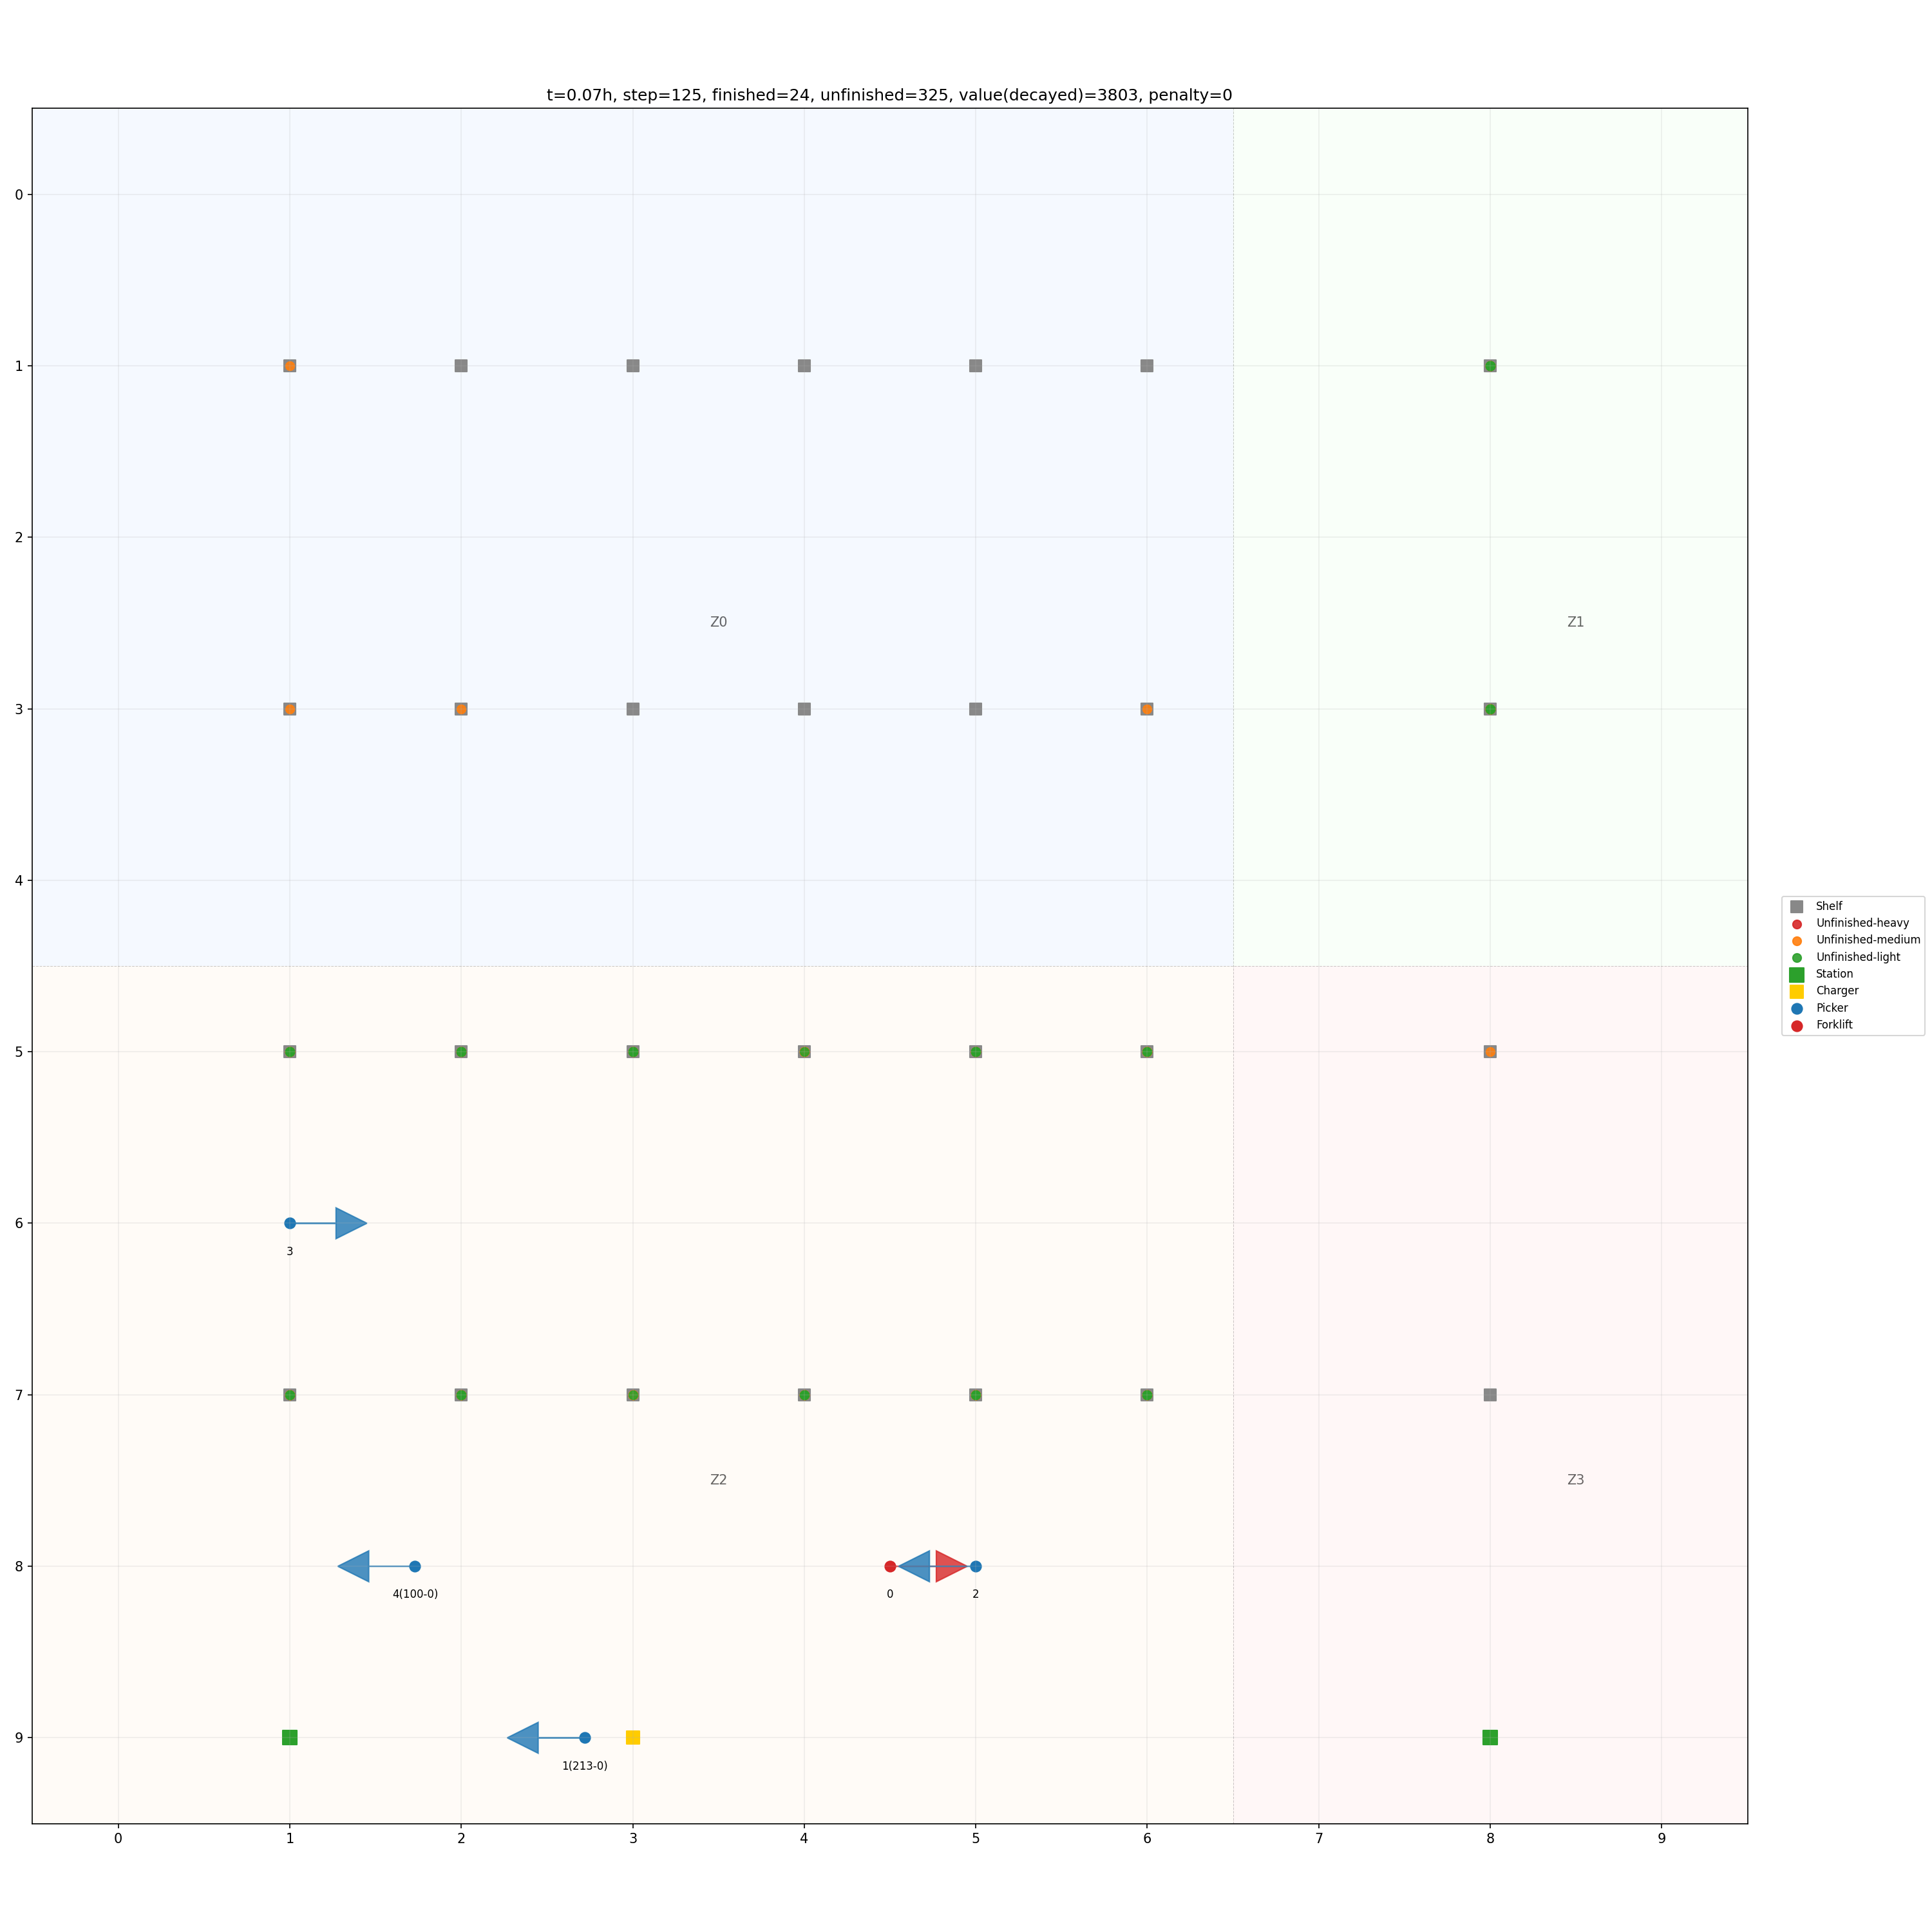 t=0.07h, step=125, finished=24, unfinished=325, value(decayed)=3803, penalty=0
0
1
2
Z0
Z1
3
4
Shelf
Unfinished-heavy
Unfinished-medium
Unfinished-light
Station
Charger
Picker
Forklift
5
6
3
7
Z2
Z3
8
4(100-0)
0
2
9
1(213-0)
0 1 2 3 4 5 6 7 8 9